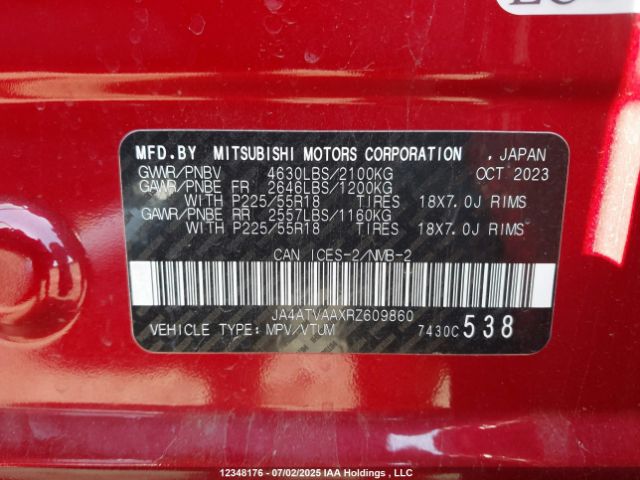 MFD.BY MITSUBISHI MOTORS CORPORATION , JAPAN
GVWR/PNBV 4630LBS/2100KG OCT 2023
GAWR/PNBE FR 2646LBS/1200KG
WITH P225/55R18 TIRES 18X7.0J RIMS
GAWR/PNBE RR 2557LBS/1160KG
WITH P225/55R18 TIRES 18X7.0J RIMS
CAN ICES-2/NMB-2
JA4ATVAAXRZ609860
VEHICLE TYPE: MPV/VTUM 7430C 538
12348176 - 07/02/2025 IAA Holdings , LLC